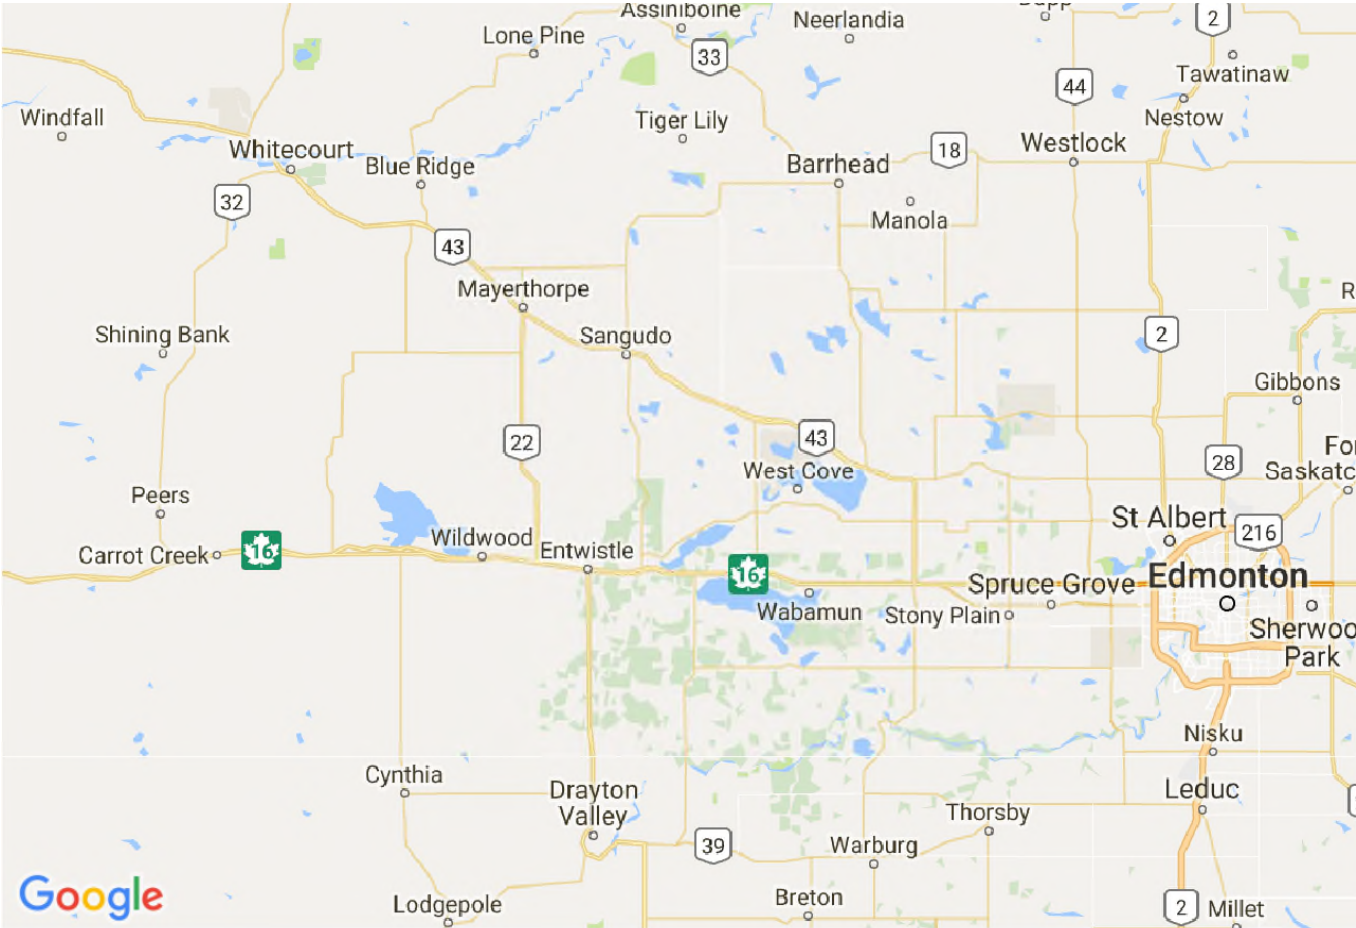 Assiniboine
Neerlandia
2
Lone Pine
33
Tawatinaw
44
Windfall
Tiger Lily
Nestow
Whitecourt
Blue Ridge
Barrhead
18
Westlock
32
Manola
43
Mayerthorpe
R
Shining Bank
Sangudo
2
Gibbons
22
43
West Cove
28
For
Saskatc
Peers
St Albert
216
Carrot Creek
16
Wildwood
Entwistle
16
Wabamun
Spruce Grove
Edmonton
Stony Plain
Sherwoo
Park
Nisku
Cynthia
Drayton
Valley
Leduc
Thorsby
39
Warburg
Google
Lodgepole
Breton
2
Millet